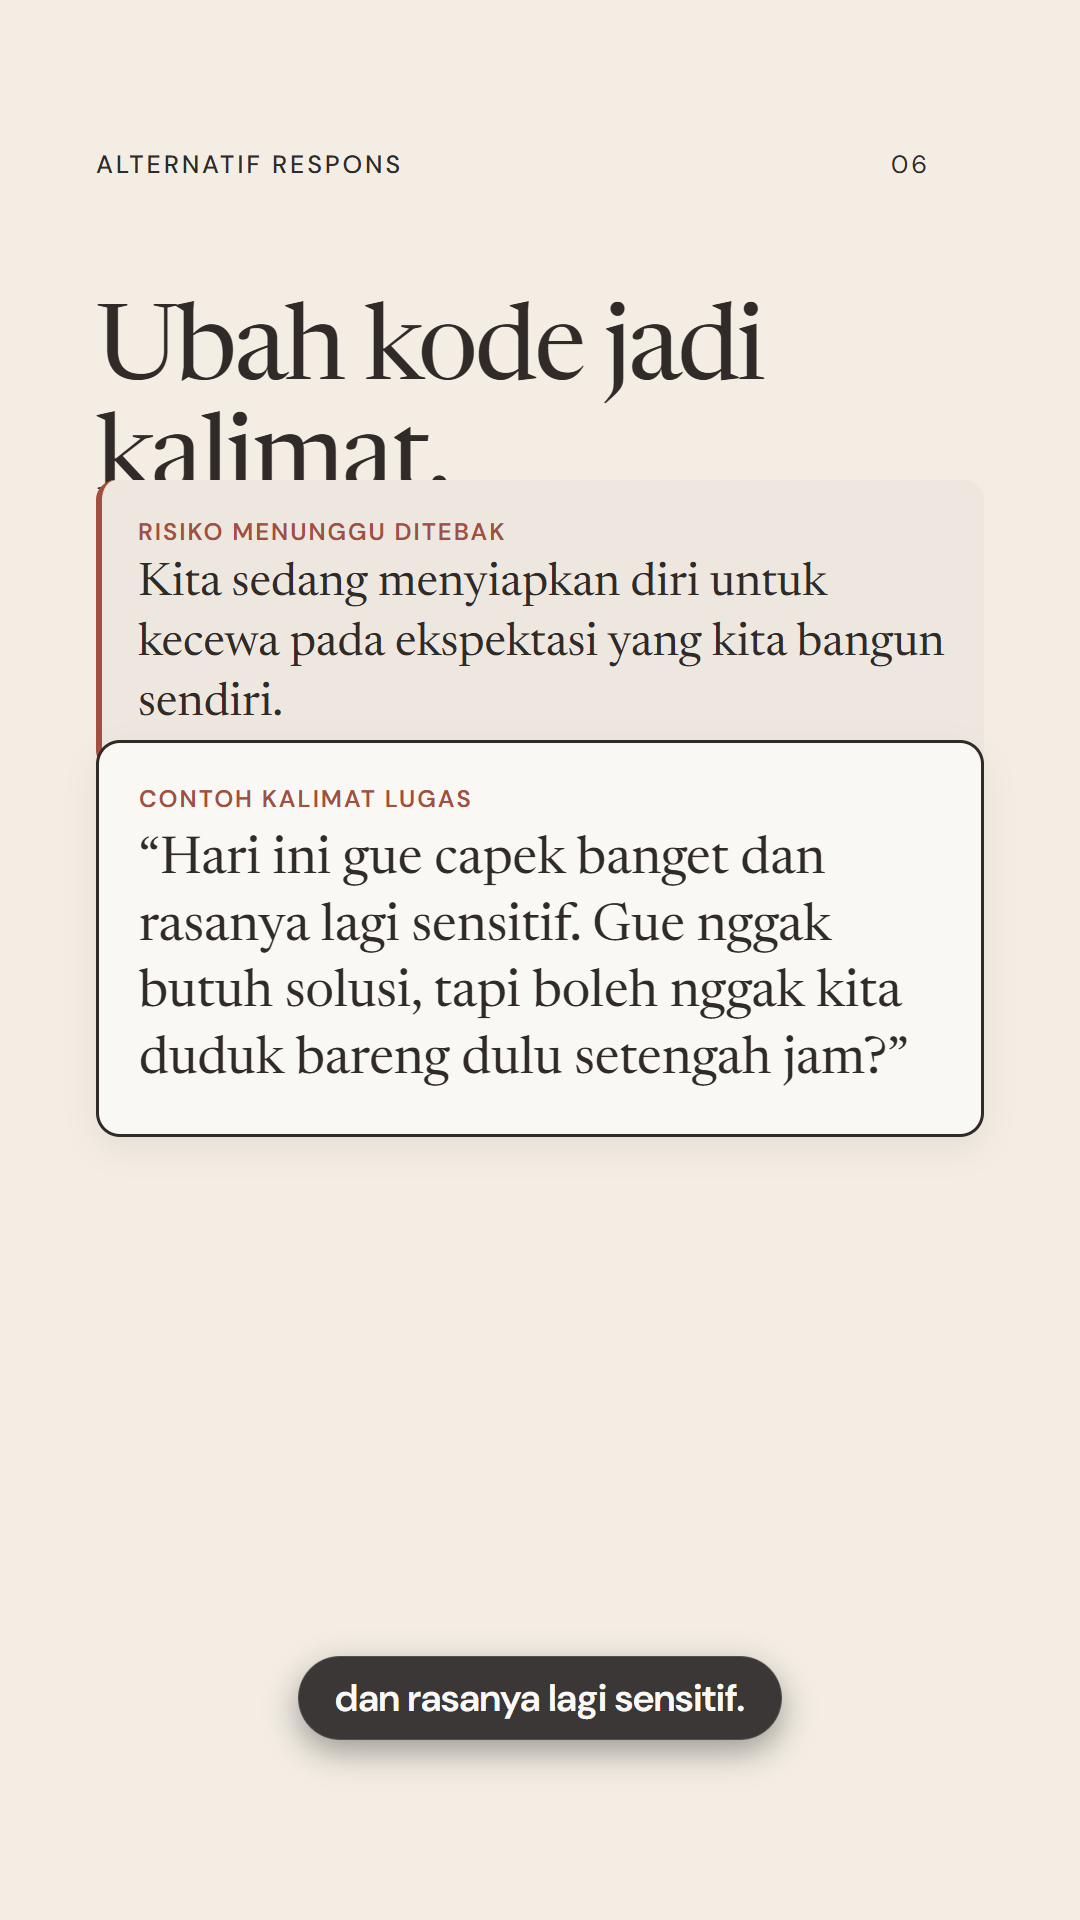 ALTERNATIF RESPONS
06
Ubah kode jadi
kalimat.
RISIKO MENUNGGU DITEBAK
Kita sedang menyiapkan diri untuk
kecewa pada ekspektasi yang kita bangun
sendiri.
CONTOH KALIMAT LUGAS
“Hari ini gue capek banget dan
rasanya lagi sensitif. Gue nggak
butuh solusi, tapi boleh nggak kita
duduk bareng dulu setengah jam?”
dan rasanya lagi sensitif.